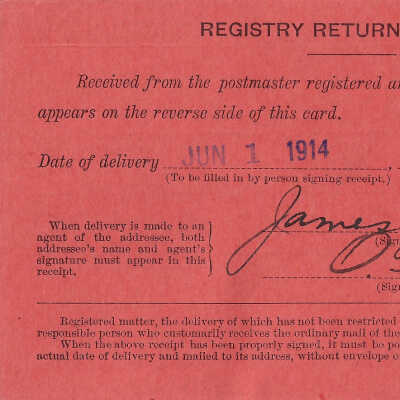 REGISTRY RETURN
Received from the postmaster registered
appears on the reverse side of this card.
Date of delivery JUN 1 1914
(To be filled in by person signing receipt.)
When delivery is made to an
agent of the addressee, both
addressee's name and agent's
signature must appear in this
receipt.
James
(Sig
(Sig
Registered matter, the delivery of which has not been restricted
responsible person who customarily receives the ordinary mail of the
When the above receipt has been properly signed, it must be po
actual date of delivery and mailed to its address, without envelope o